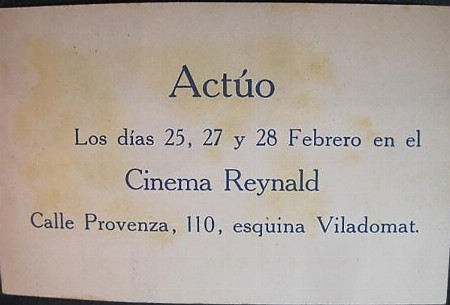 Actúo
Los días 25, 27 y 28 Febrero en el
Cinema Reynald
Calle Provenza, 110, esquina Viladomat.